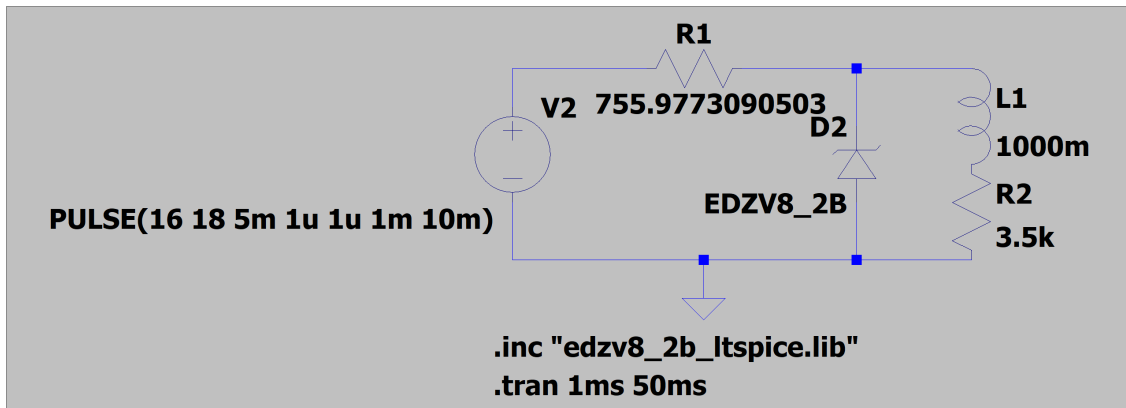 R1
755.9773090503
V2
PULSE(16 18 5m 1u 1u 1m 10m)
D2
EDZV8_2B
L1
1000m
R2
3.5k
.inc "edzv8_2b_ltspice.lib"
.tran 1ms 50ms